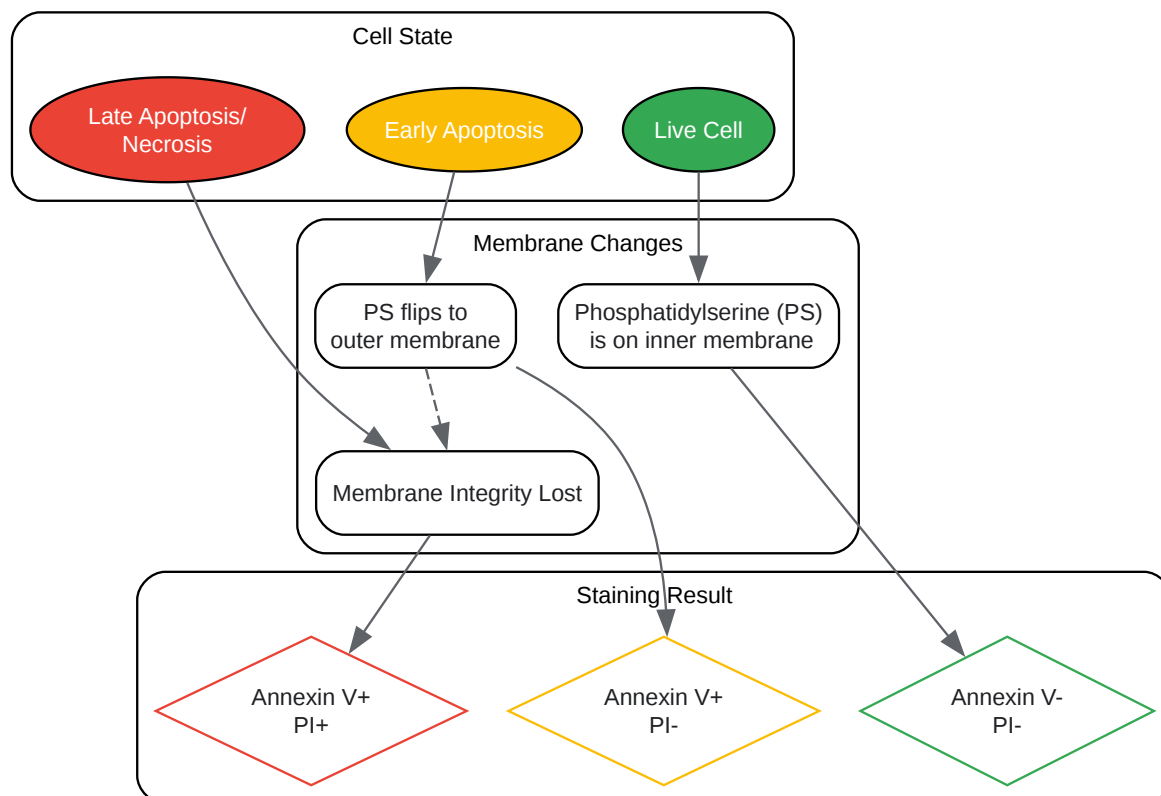 Cell State
Late Apoptosis/
Necrosis
Early Apoptosis
Live Cell
Membrane Changes
PS flips to
outer membrane
Phosphatidylserine (PS)
is on inner membrane
Membrane Integrity Lost
Staining Result
Annexin V+
PI+
Annexin V+
PI-
Annexin V-
PI-